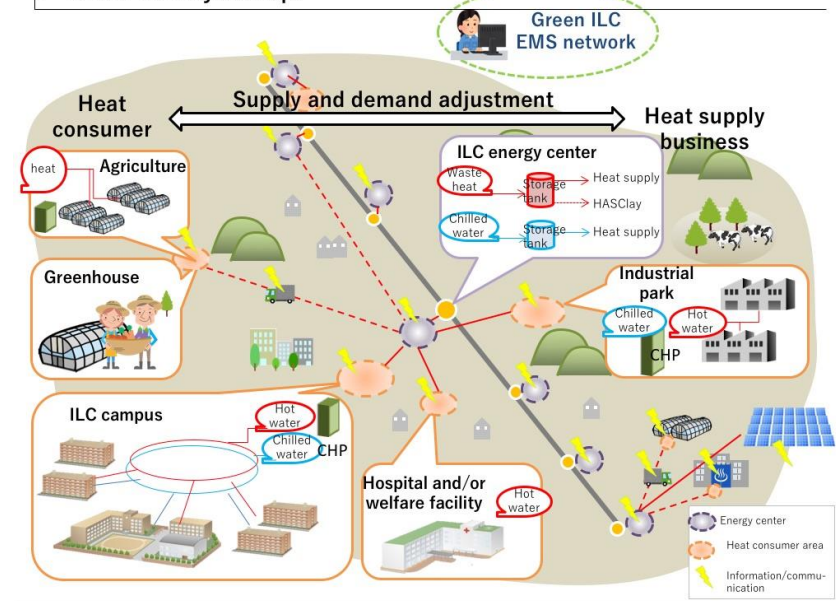 Green ILC
EMS network
Heat
consumer
Supply and demand adjustment
Heat supply
business
heat
Agriculture
ILC energy center
Waste
heat
Storage
tank
Heat supply
HASClay
Chilled
water
Storage
tank
Heat supply
Greenhouse
Industrial
park
Chilled
water
Hot
water
CHP
ILC campus
Hot
water
Chilled
water
CHP
Hospital and/or
welfare facility
Hot
water
Energy center
Heat consumer area
Information/commu-
nication